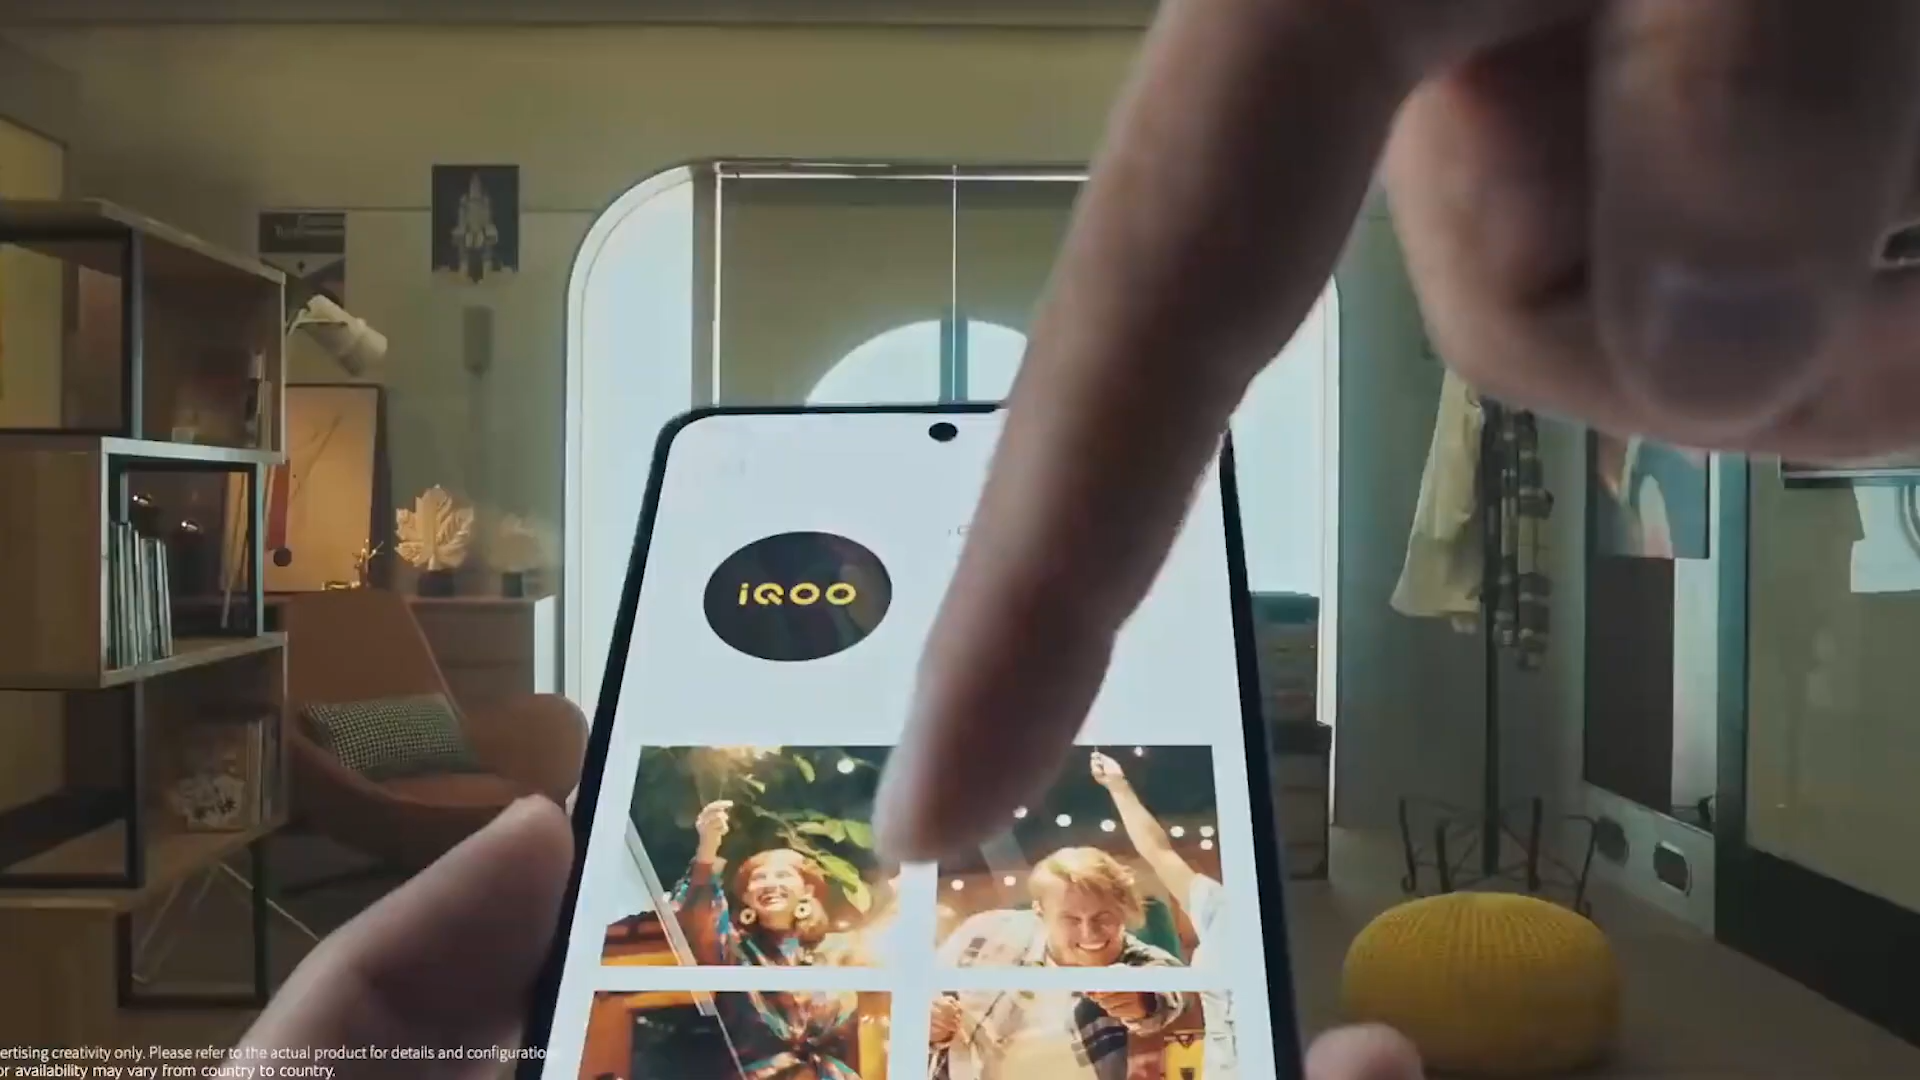 iQOO
ertising creativity only. Please refer to the actual product for details and configuratio
or availability may vary from country to country.